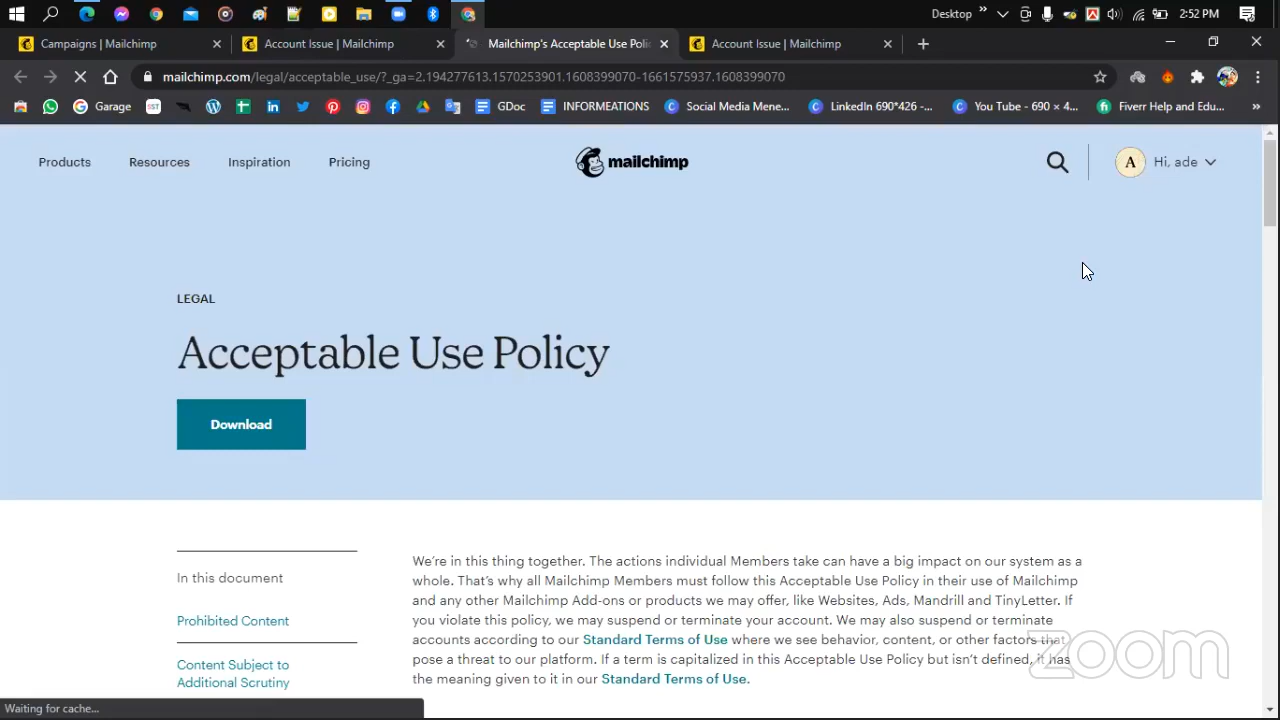 Desktop
2:52 PM
Campaigns | Mailchimp
Account Issue | Mailchimp
Mailchimp's Acceptable Use Poli
Account Issue | Mailchimp
mailchimp.com/legal/acceptable_use/?_ga=2.194277613.1570253901.1608399070-1661575937.1608399070
Garage
GDoc
INFORMEATIONS
Social Media Mene...
LinkedIn 690*426 -...
You Tube - 690 × 4...
Fiverr Help and Edu...
Products
Resources
Inspiration
Pricing
mailchimp
A
Hi, ade
LEGAL
Acceptable Use Policy
Download
In this document
Prohibited Content
Content Subject to
Additional Scrutiny
We're in this thing together. The actions individual Members take can have a big impact on our system as a
whole. That's why all Mailchimp Members must follow this Acceptable Use Policy in their use of Mailchimp
and any other Mailchimp Add-ons or products we may offer, like Websites, Ads, Mandrill and TinyLetter. If
you violate this policy, we may suspend or terminate your account. We may also suspend or terminate
accounts according to our Standard Terms of Use where we see behavior, content, or other factors that
pose a threat to our platform. If a term is capitalized in this Acceptable Use Policy but isn't defined, it has
the meaning given to it in our Standard Terms of Use.
zoom
Waiting for cache...